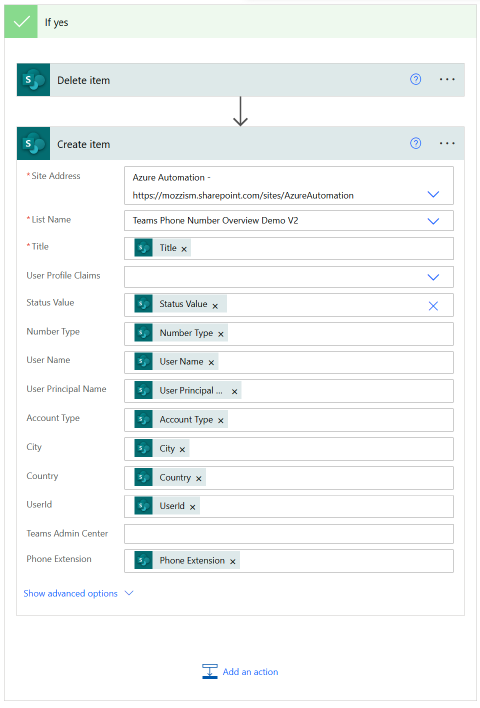 If yes
Delete item
Create item
*Site Address
Azure Automation -
https://mozzism.sharepoint.com/sites/AzureAutomation
*List Name
Teams Phone Number Overview Demo V2
*Title
Title ×
User Profile Claims
Status Value
Status Value ×
Number Type
Number Type ×
User Name
User Name ×
User Principal Name
User Principal ... ×
Account Type
Account Type ×
City
City ×
Country
Country ×
UserId
UserId ×
Teams Admin Center
Phone Extension
Phone Extension ×
Show advanced options
Add an action